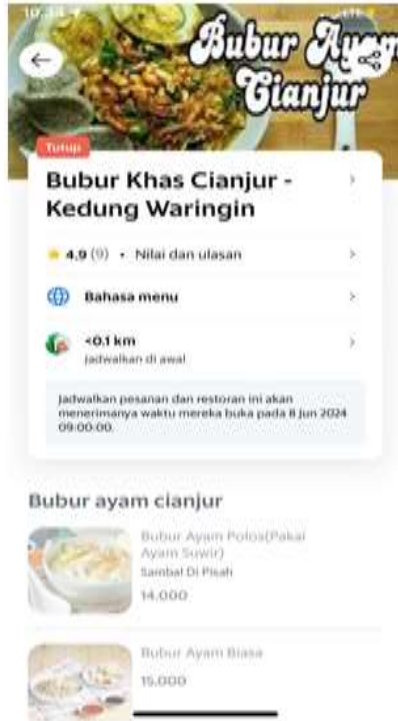 Bubur Ayam
Cianjur
Tutup
Bubur Khas Cianjur -
Kedung Waringin
4.9 (9) • Nilai dan ulasan
Bahasa menu
<0.1 km
Jadwalkan di awal
Jadwalkan pesanan dan restoran ini akan
menerimanya waktu mereka buka pada 8 Jun 2024
09:00:00.
Bubur ayam cianjur
Bubur Ayam Polos(Pakai
Ayam Suwir)
Sambal Di Pisah
14.000
Bubur Ayam Biasa
15.000